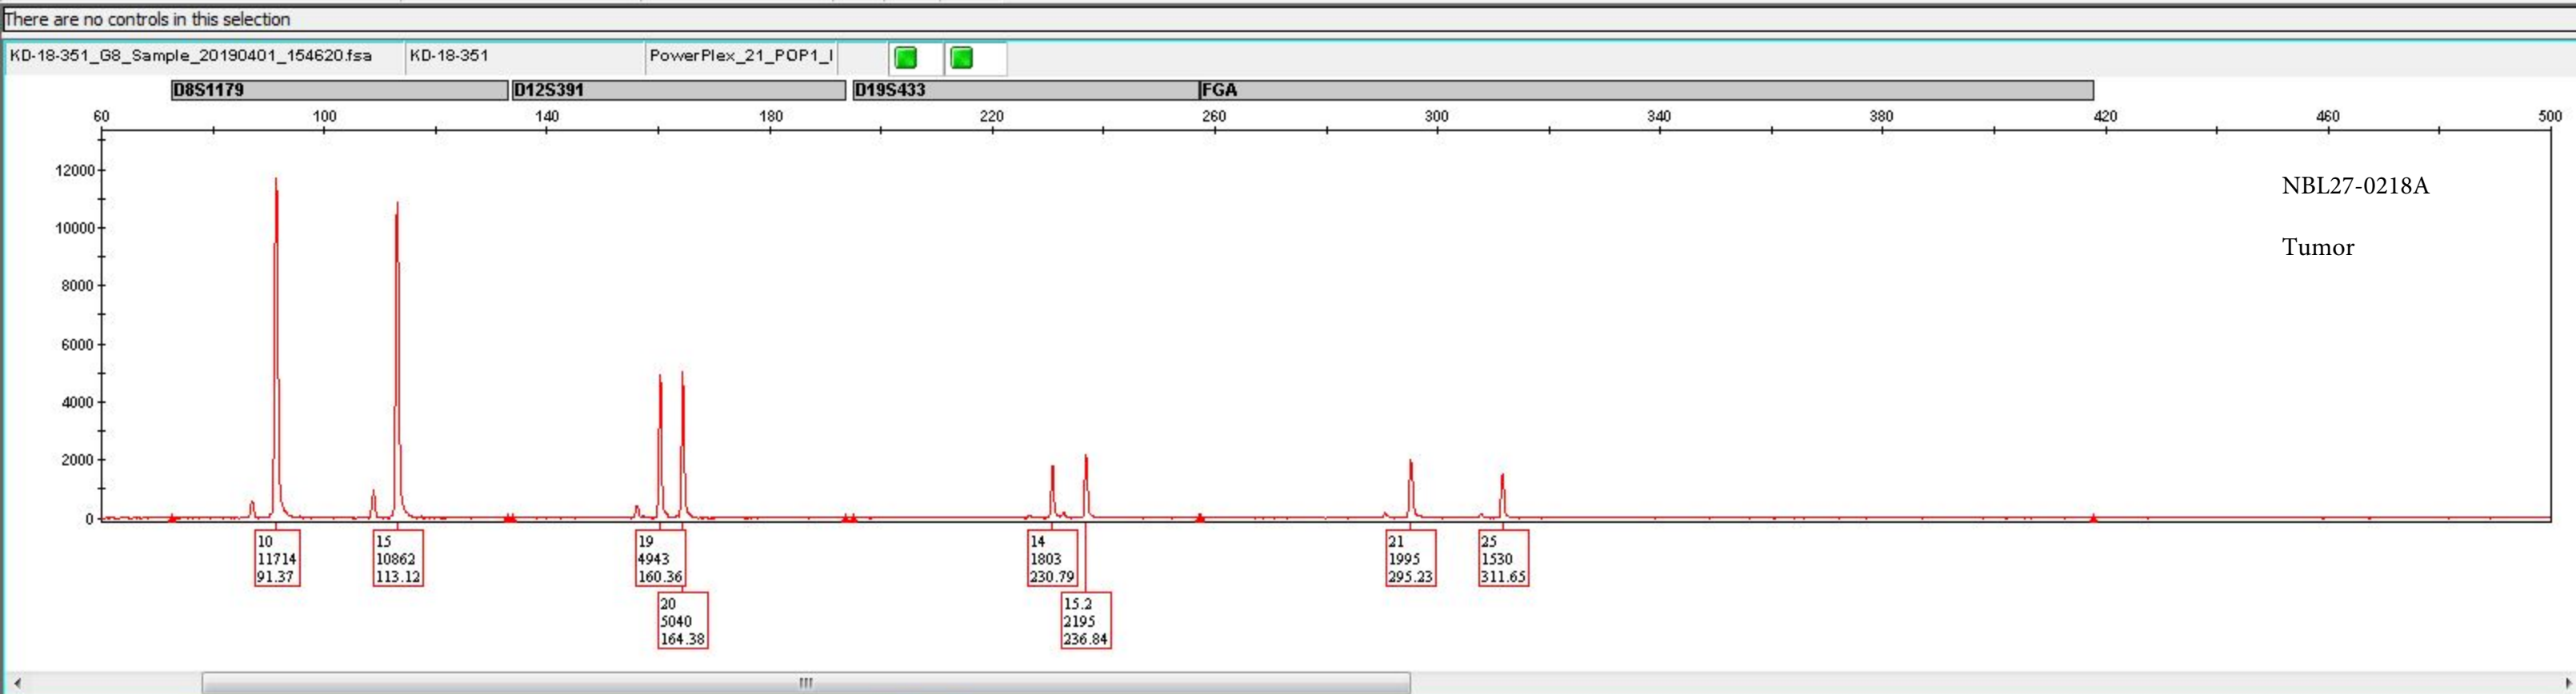 There are no controls in this selection
KD-18-351_G8_Sample_20190401_154620.fsa KD-18-351 PowerPlex_21_POP1_I
D8S1179 D12S391 D19S433 FGA
60 100 140 180 220 260 300 340 380 420 460 500
12000
NBL27-0218A
10000
Tumor
8000
6000
4000
2000
0
10 15 19 14 21 25
11714 10862 4943 1803 1995 1530
91.37 113.12 160.36 230.79 295.23 311.65
20 15.2
5040 2195
164.38 236.84